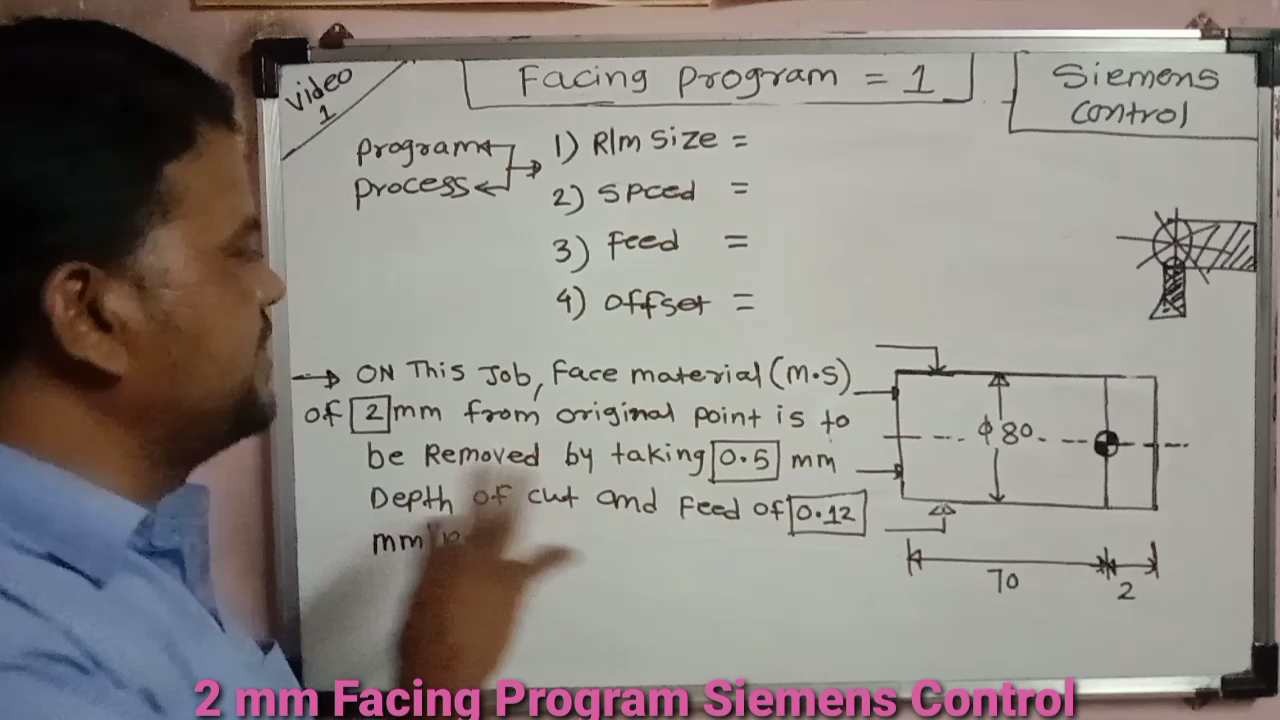 Video
1
Facing Program = 1
Siemens
control
Program
Process
1) R/m Size =
2) Speed =
3) Feed =
4) offset =
ON This Job, Face material (M.S)
of 2 mm from original point is to
be Removed by taking 0.5 mm
Depth of cut and Feed of 0.12
mm
ϕ80
70
2
2 mm Facing Program Siemens Control